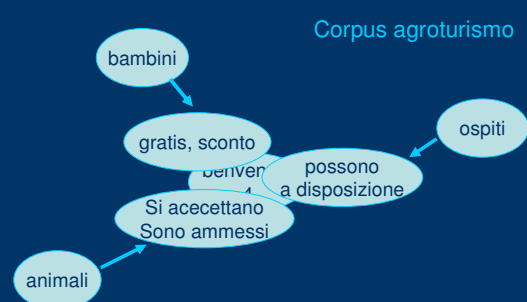 Corpus agroturismo
bambini
gratis, sconto
ospiti
possono
a disposizione
Si acecettano
Sono ammessi
animali